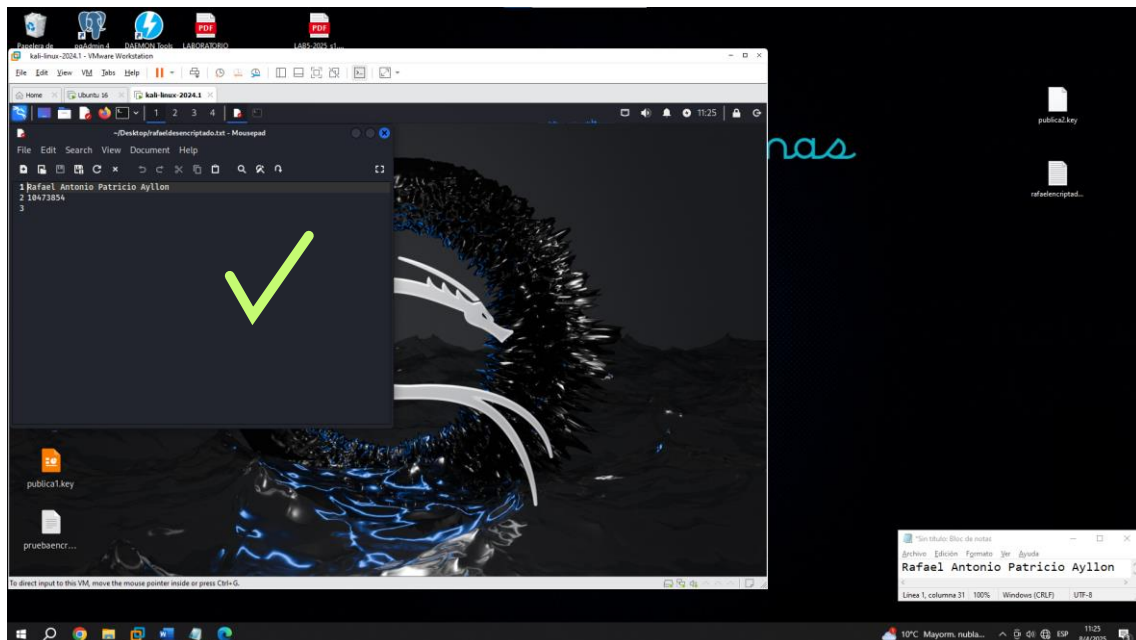 Papelera de
pgAdmin 4
DAEMON Tools
LABORATORIO
LAB5-2025 s1....
kali-linux-2024.1 - VMware Workstation
File Edit View VM Tabs Help
Home
Ubuntu 16
kali-linux-2024.1
1 2 3 4
11:25
~/Desktop/rafaeldesencriptado.txt - Mousepad
File Edit Search View Document Help
1 Rafael Antonio Patricio Ayllon
2 10473854
3
nas
publica2.key
rafaelencriptad...
publica1.key
pruebaencr...
To direct input to this VM, move the mouse pointer inside or press Ctrl+G.
*Sin título: Bloc de notas
Archivo Edición Formato Ver Ayuda
Rafael Antonio Patricio Ayllon
Línea 1, columna 31 100% Windows (CRLF) UTF-8
10°C Mayorm. nubla... ESP 11:25
8/4/2025